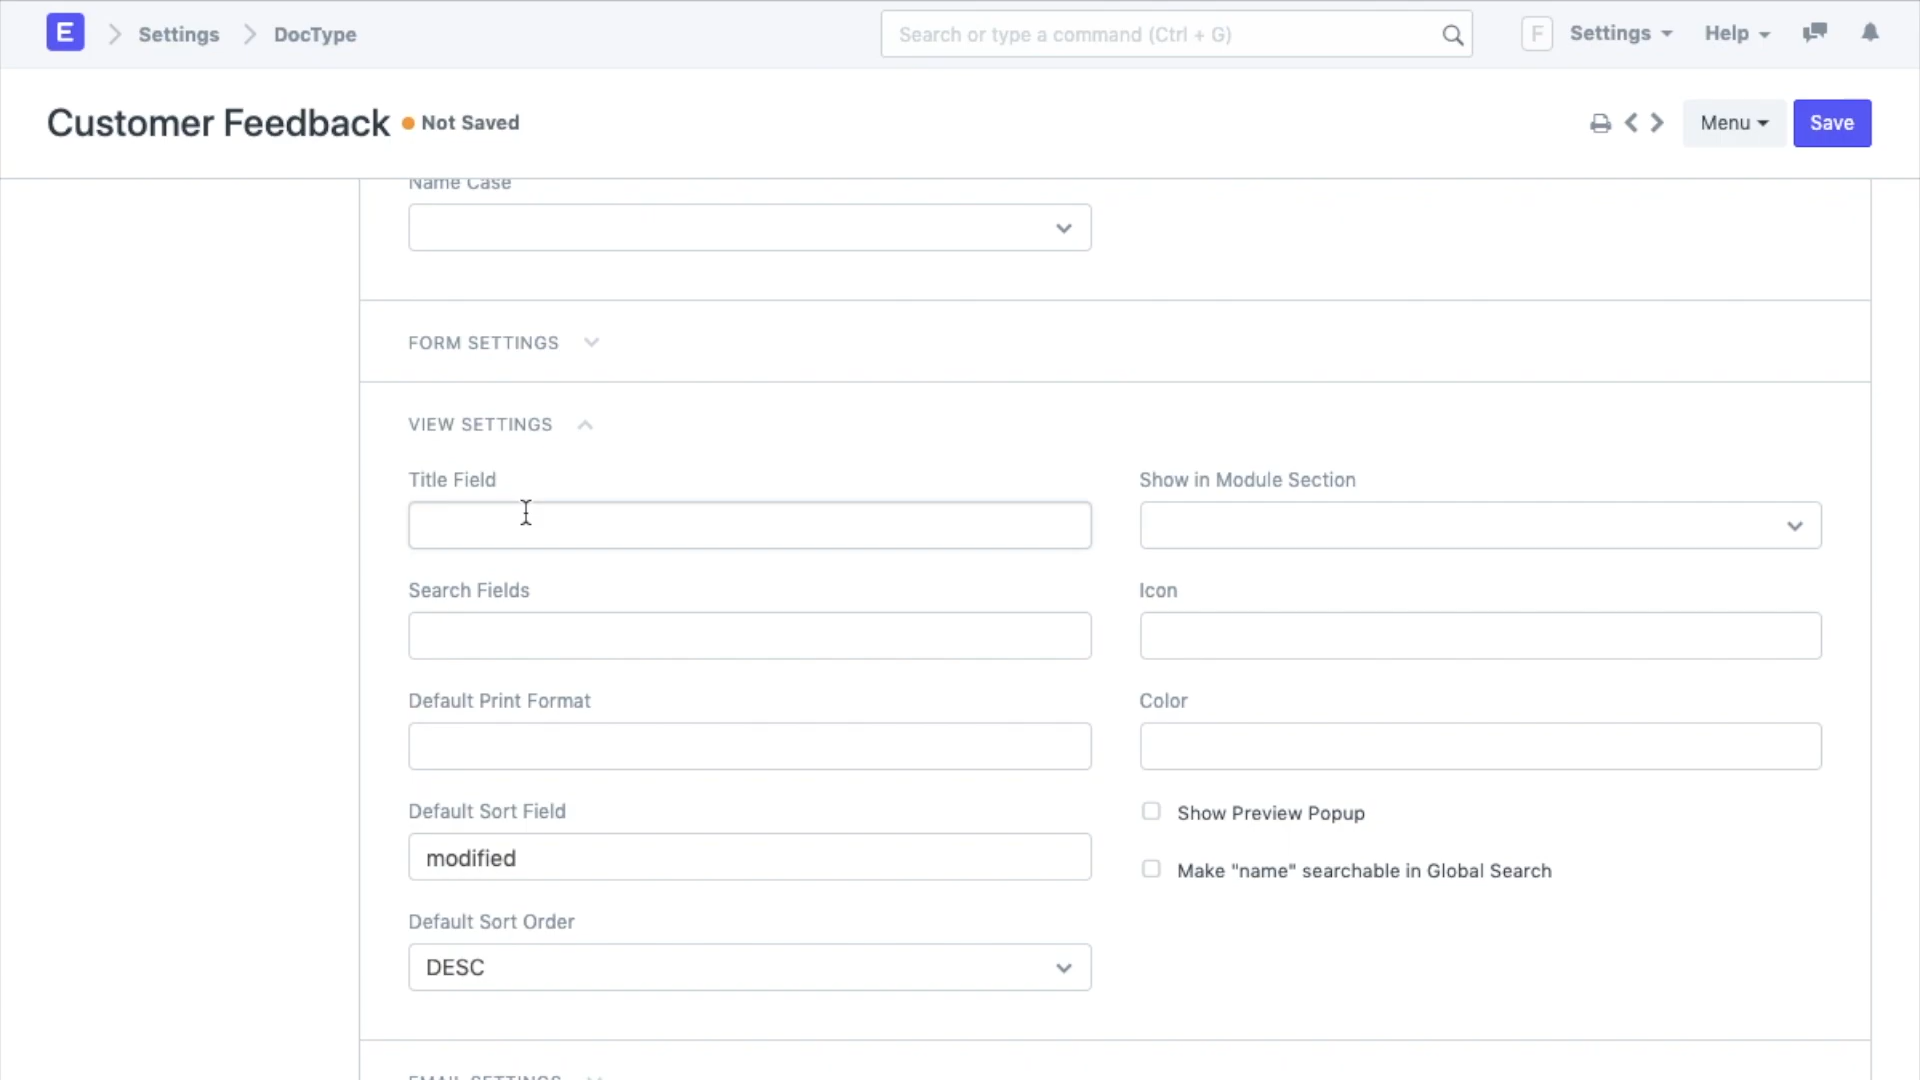 E Settings DocType Search or type a command (Ctrl + G) F Settings Help
Customer Feedback Not Saved Menu Save
Name Case
FORM SETTINGS
VIEW SETTINGS
Title Field Show in Module Section
Search Fields Icon
Default Print Format Color
Default Sort Field Show Preview Popup
modified Make "name" searchable in Global Search
Default Sort Order
DESC
EMAIL SETTINGS